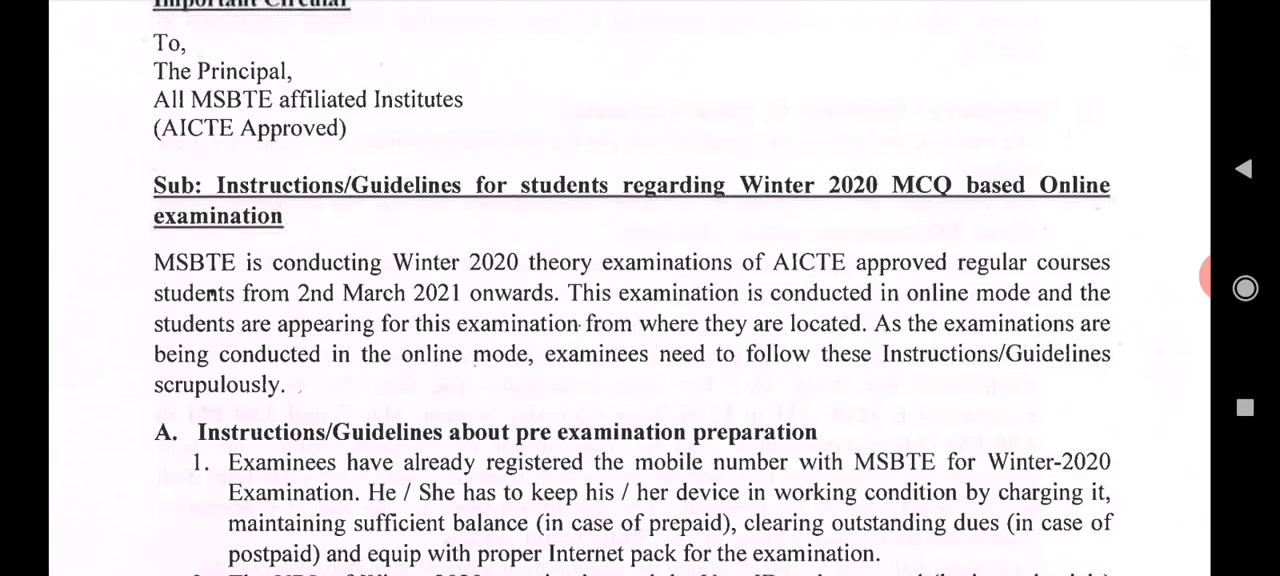 Important Circular
To,
The Principal,
All MSBTE affiliated Institutes
(AICTE Approved)
Sub: Instructions/Guidelines for students regarding Winter 2020 MCQ based Online
examination
MSBTE is conducting Winter 2020 theory examinations of AICTE approved regular courses
students from 2nd March 2021 onwards. This examination is conducted in online mode and the
students are appearing for this examination from where they are located. As the examinations are
being conducted in the online mode, examinees need to follow these Instructions/Guidelines
scrupulously.
A. Instructions/Guidelines about pre examination preparation
1. Examinees have already registered the mobile number with MSBTE for Winter-2020
Examination. He / She has to keep his / her device in working condition by charging it,
maintaining sufficient balance (in case of prepaid), clearing outstanding dues (in case of
postpaid) and equip with proper Internet pack for the examination.